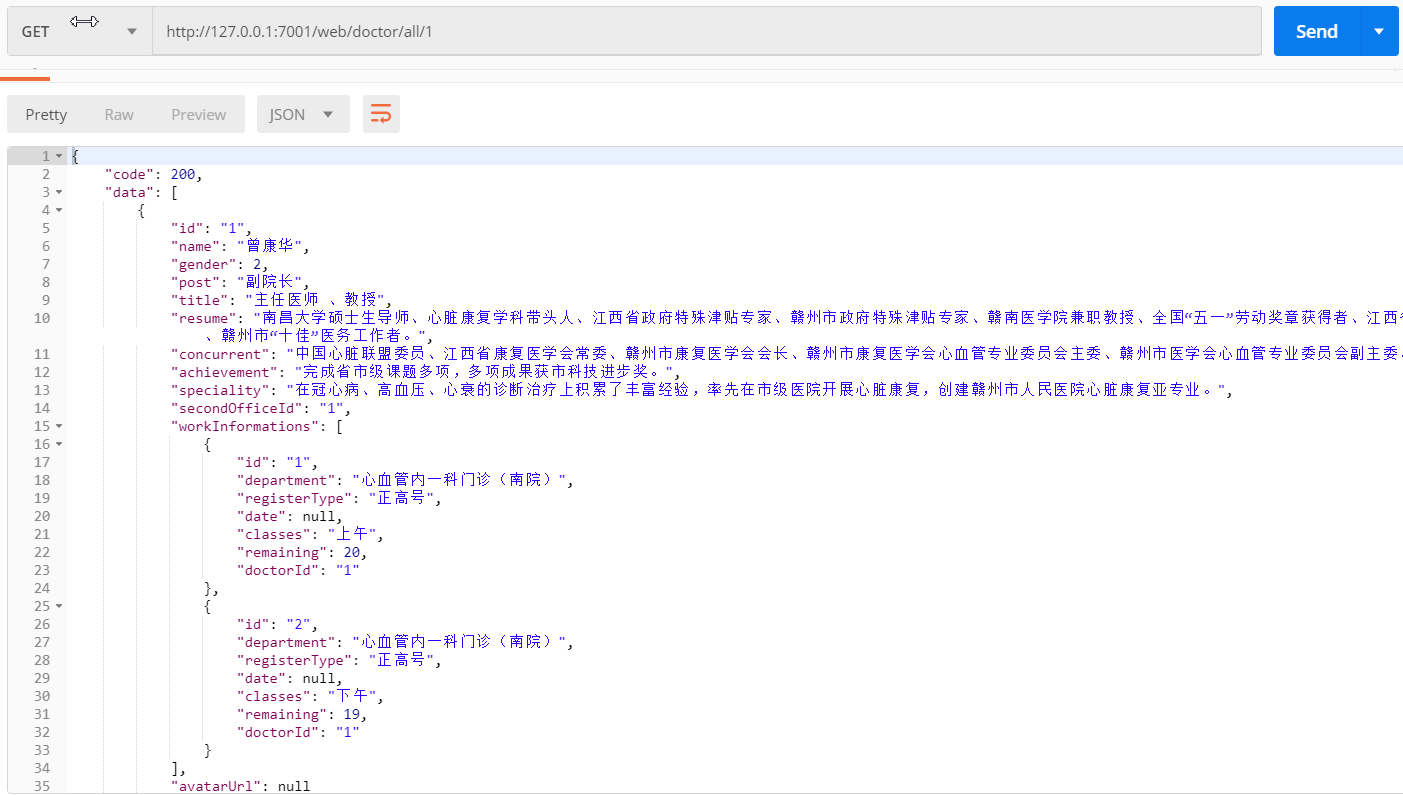 GET http://127.0.0.1:7001/web/doctor/all/1 Send
Pretty Raw Preview JSON
1 {
2 "code": 200,
3 "data": [
4 {
5 "id": "1",
6 "name": "曾康华",
7 "gender": 2,
8 "post": "副院长",
9 "title": "主任医师 、教授",
10 "resume": "南昌大学硕士生导师、心脏康复学科带头人、江西省政府特殊津贴专家、赣州市政府特殊津贴专家、赣南医学院兼职教授、全国“五一”劳动奖章获得者、江西省
、赣州市“十佳”医务工作者。",
11 "concurrent": "中国心脏联盟委员、江西省康复医学会常委、赣州市康复医学会会长、赣州市康复医学会心血管专业委员会主委、赣州市医学会心血管专业委员会副主委、
12 "achievement": "完成省市级课题多项，多项成果获市科技进步奖。",
13 "speciality": "在冠心病、高血压、心衰的诊断治疗上积累了丰富经验，率先在市级医院开展心脏康复，创建赣州市人民医院心脏康复亚专业。",
14 "secondOfficeId": "1",
15 "workInformations": [
16 {
17 "id": "1",
18 "department": "心血管内一科门诊（南院）",
19 "registerType": "正高号",
20 "date": null,
21 "classes": "上午",
22 "remaining": 20,
23 "doctorId": "1"
24 },
25 {
26 "id": "2",
27 "department": "心血管内一科门诊（南院）",
28 "registerType": "正高号",
29 "date": null,
30 "classes": "下午",
31 "remaining": 19,
32 "doctorId": "1"
33 }
34 ],
35 "avatarUrl": null